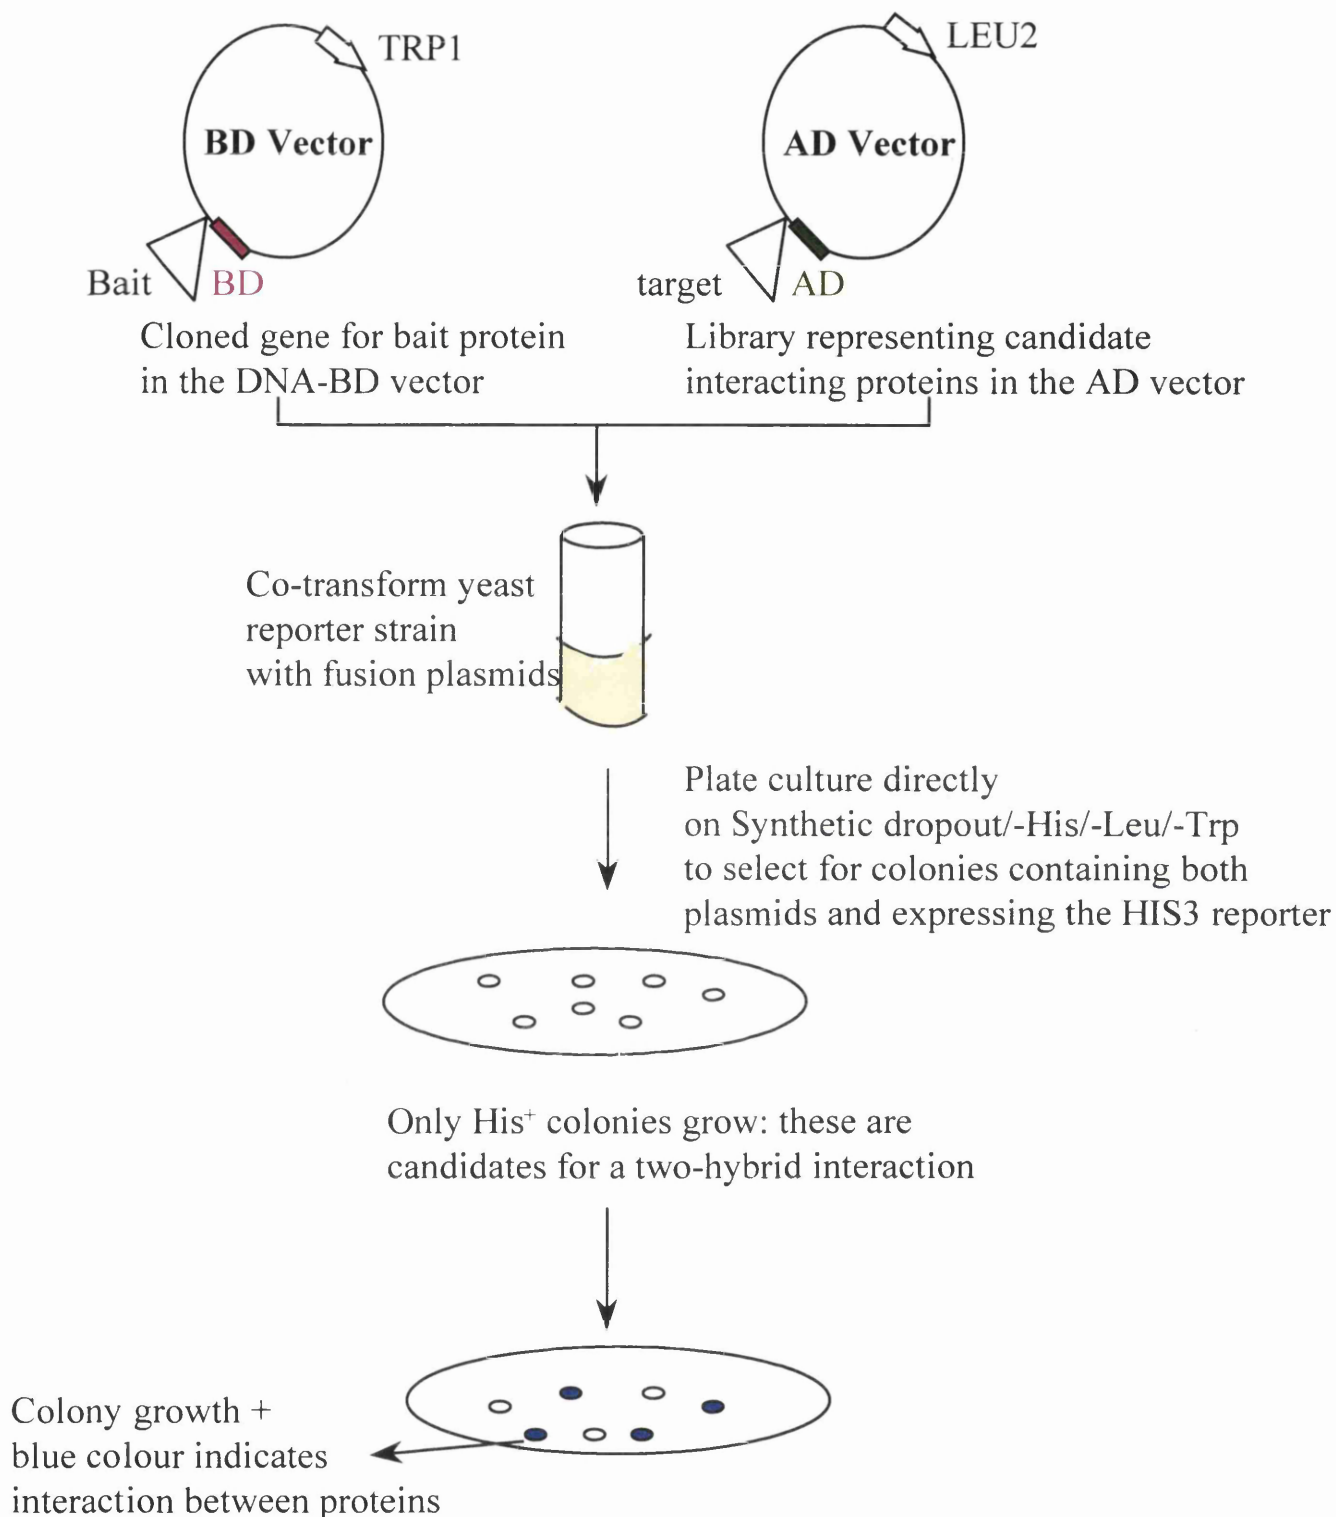 TRP1
BD Vector
Bait
BD
Cloned gene for bait protein
in the DNA-BD vector
LEU2
AD Vector
target
AD
Library representing candidate
interacting proteins in the AD vector
Co-transform yeast
reporter strain
with fusion plasmids
Plate culture directly
on Synthetic dropout/-His/-Leu/-Trp
to select for colonies containing both
plasmids and expressing the HIS3 reporter
Only His⁺ colonies grow: these are
candidates for a two-hybrid interaction
Colony growth +
blue colour indicates
interaction between proteins